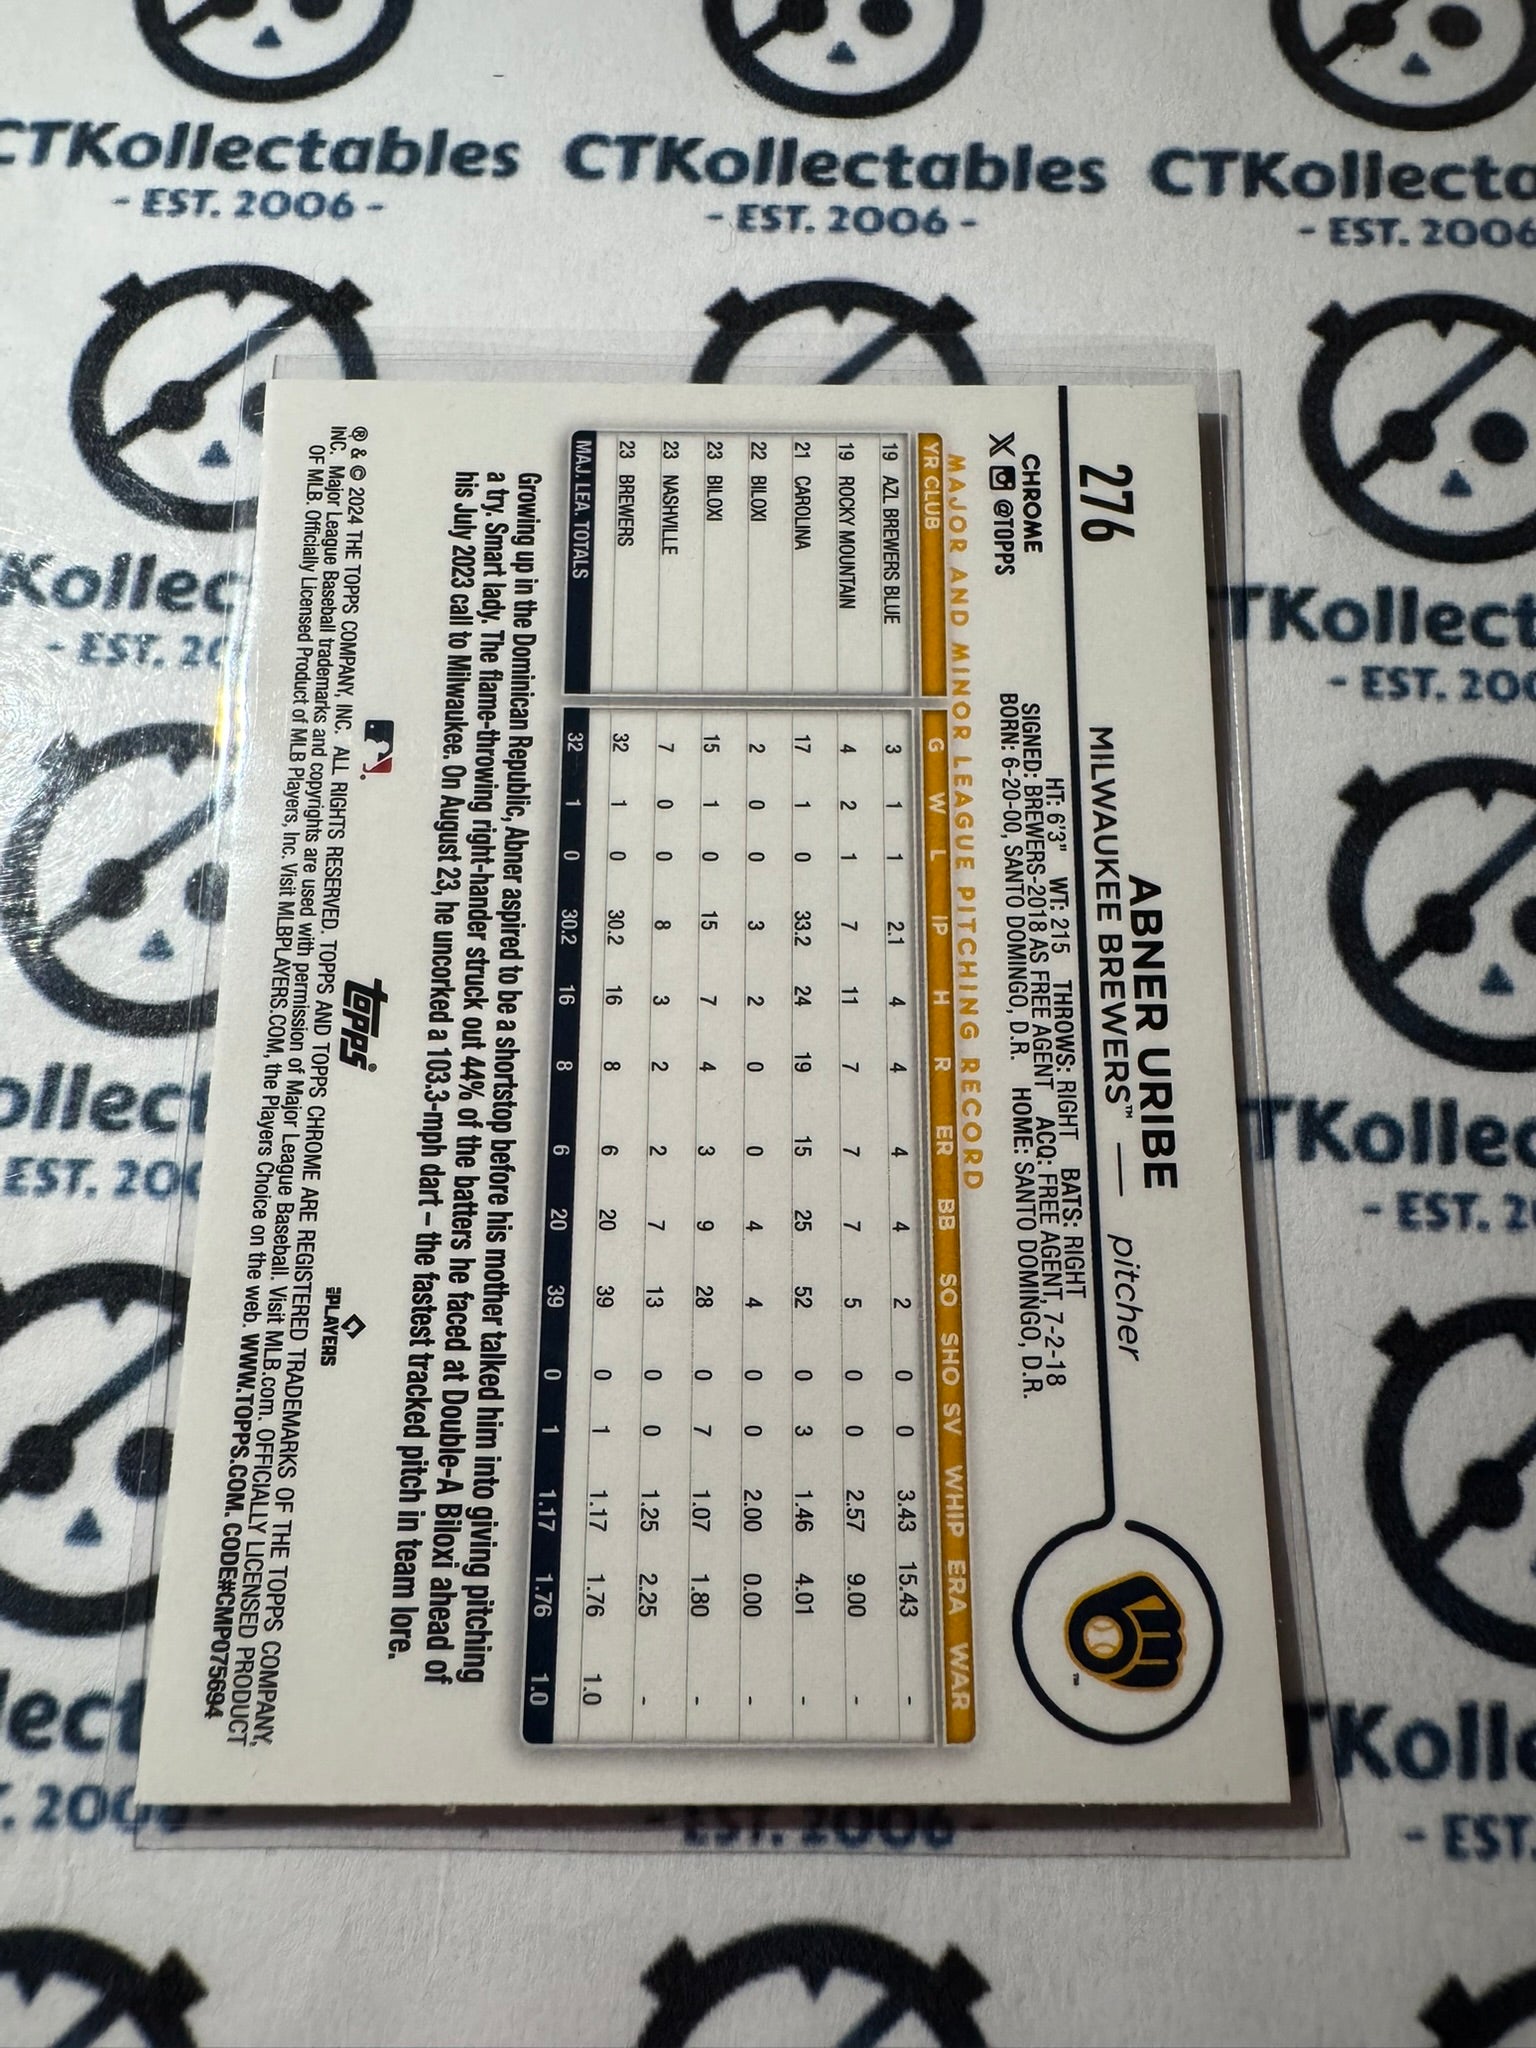 CTKollectables CTKollectables CTKollecta
- EST. 2006 - - EST. 2006 - - EST. 2006
276
ABNER URIBE
MILWAUKEE BREWERS™ — pitcher
CHROME
X @TOPPS
HT: 6'3" WT: 215 THROWS: RIGHT BATS: RIGHT
SIGNED: BREWERS-2018 AS FREE AGENT ACQ: FREE AGENT, 7-2-18
BORN: 6-20-00, SANTO DOMINGO, D.R. HOME: SANTO DOMINGO, D.R.
MAJOR AND MINOR LEAGUE PITCHING RECORD
YR CLUB G W L IP H R ER BB SO SHO SV WHIP ERA WAR
19 AZL BREWERS BLUE 3 1 1 2.1 4 4 4 4 2 0 0 3.43 15.43 -
19 ROCKY MOUNTAIN 4 2 1 7 11 7 7 7 5 0 0 2.57 9.00 -
21 CAROLINA 17 1 0 33.2 24 19 15 25 52 0 3 1.46 4.01 -
22 BILOXI 2 0 0 3 2 0 0 4 4 0 0 2.00 0.00 -
23 BILOXI 15 1 0 15 7 4 3 9 28 0 7 1.07 1.80 -
23 NASHVILLE 7 0 0 8 3 2 2 7 13 0 0 1.25 2.25 -
23 BREWERS 32 1 0 30.2 16 8 6 20 39 0 1 1.17 1.76 1.0
MAJ. LEA. TOTALS 32 1 0 30.2 16 8 6 20 39 0 1 1.17 1.76 1.0
Growing up in the Dominican Republic, Abner aspired to be a shortstop before his mother talked him into giving pitching
a try. Smart lady. The flame-throwing right-hander struck out 44% of the batters he faced at Double-A Biloxi ahead of
his July 2023 call to Milwaukee. On August 23, he uncorked a 103.3-mph dart – the fastest tracked pitch in team lore.
topps
PLAYERS
® & © 2024 THE TOPPS COMPANY, INC. ALL RIGHTS RESERVED. TOPPS AND TOPPS CHROME ARE REGISTERED TRADEMARKS OF THE TOPPS COMPANY,
INC. Major League Baseball trademarks and copyrights are used with permission of Major League Baseball. Visit MLB.com. OFFICIALLY LICENSED PRODUCT
OF MLB. Officially Licensed Product of MLB Players, Inc. Visit MLBPLAYERS.COM, the Players Choice on the web. WWW.TOPPS.COM. CODE#CMP075694